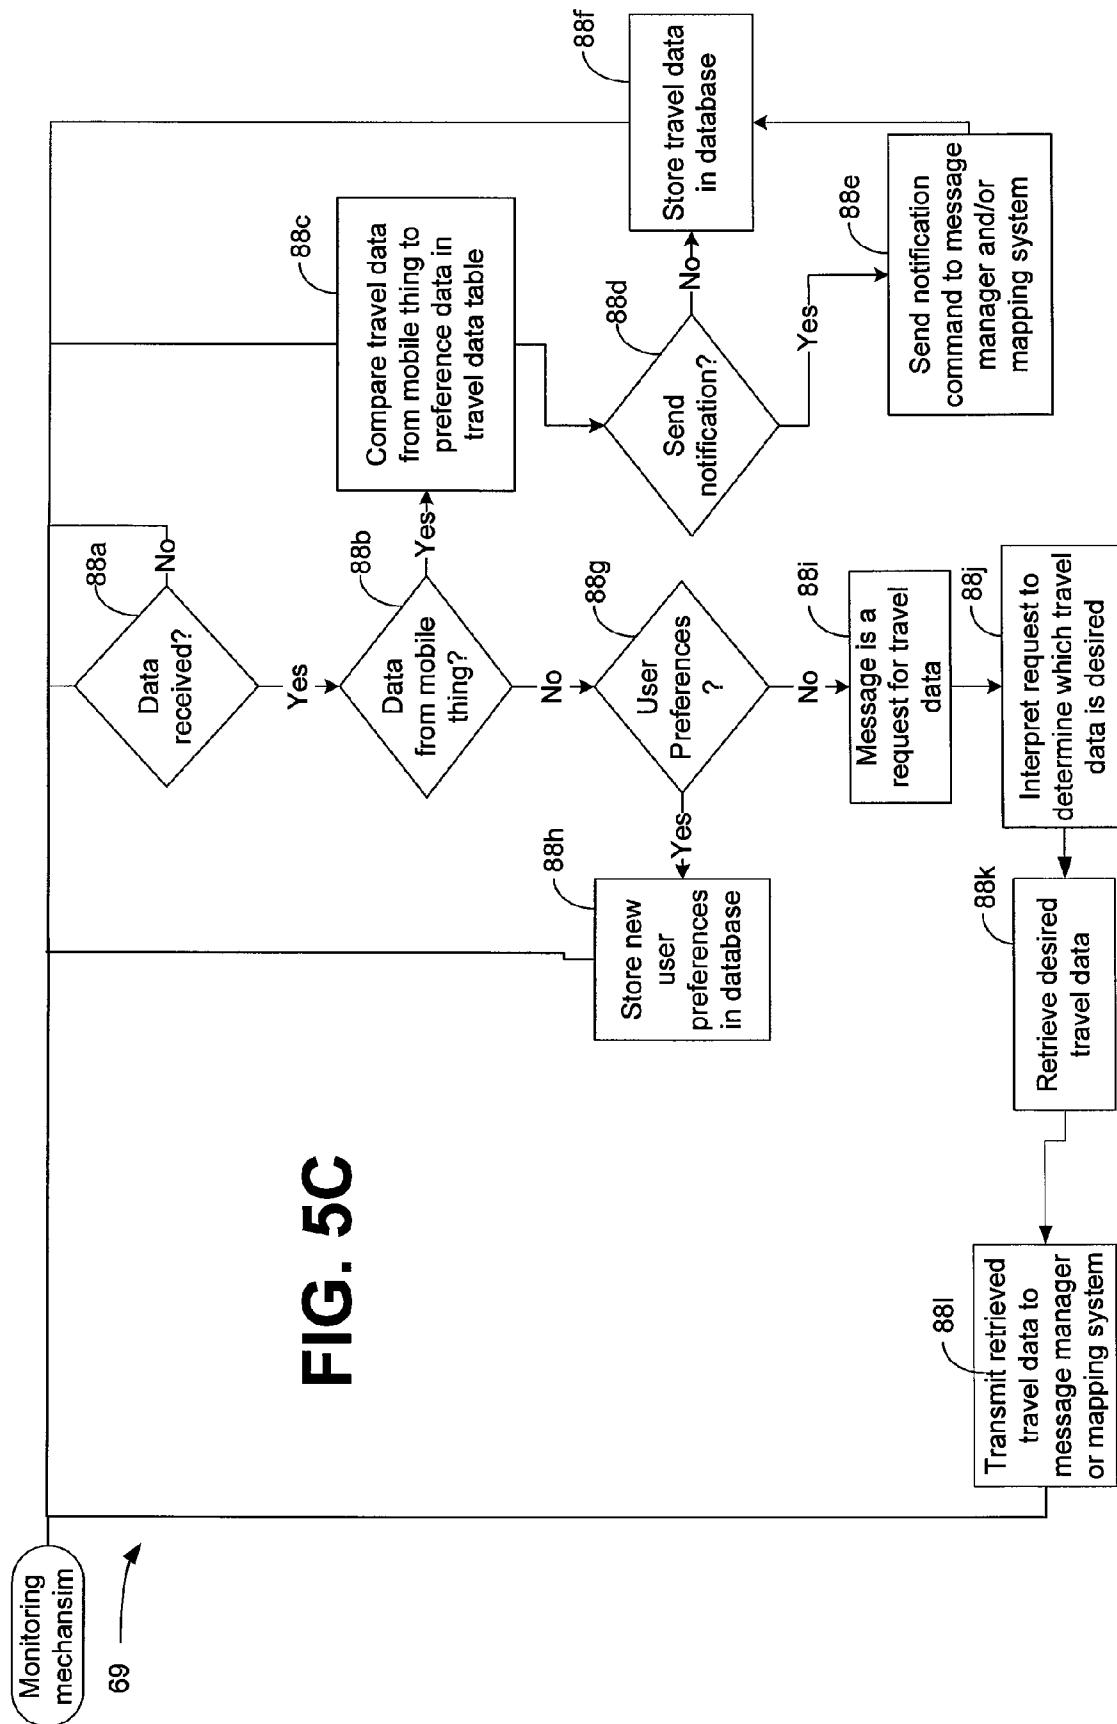 Monitoring
mechansim
69
FIG. 5C
88a
Data
received?
No
Yes
88b
Data
from mobile
thing?
Yes
No
88c
Compare travel data
from mobile thing to
preference data in
travel data table
88d
Send
notification?
No
Yes
88e
Send notification
command to message
manager and/or
mapping system
88f
Store travel data
in database
88g
User
Preferences
?
Yes
No
88h
Store new
user
preferences
in database
88i
Message is a
request for travel
data
88j
Interpret request to
determine which travel
data is desired
88k
Retrieve desired
travel data
88l
Transmit retrieved
travel data to
message manager
or mapping system